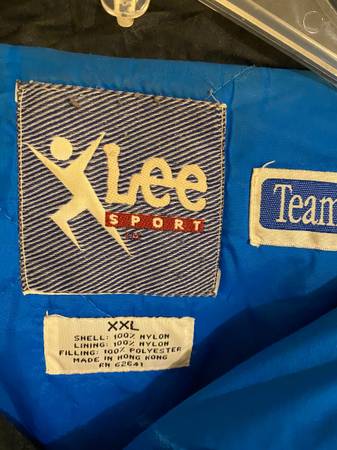 Lee
SPORT
Team
XXL
SHELL: 100% NYLON
LINING: 100% NYLON
FILLING: 100% POLYESTER
MADE IN HONG KONG
RN 62641